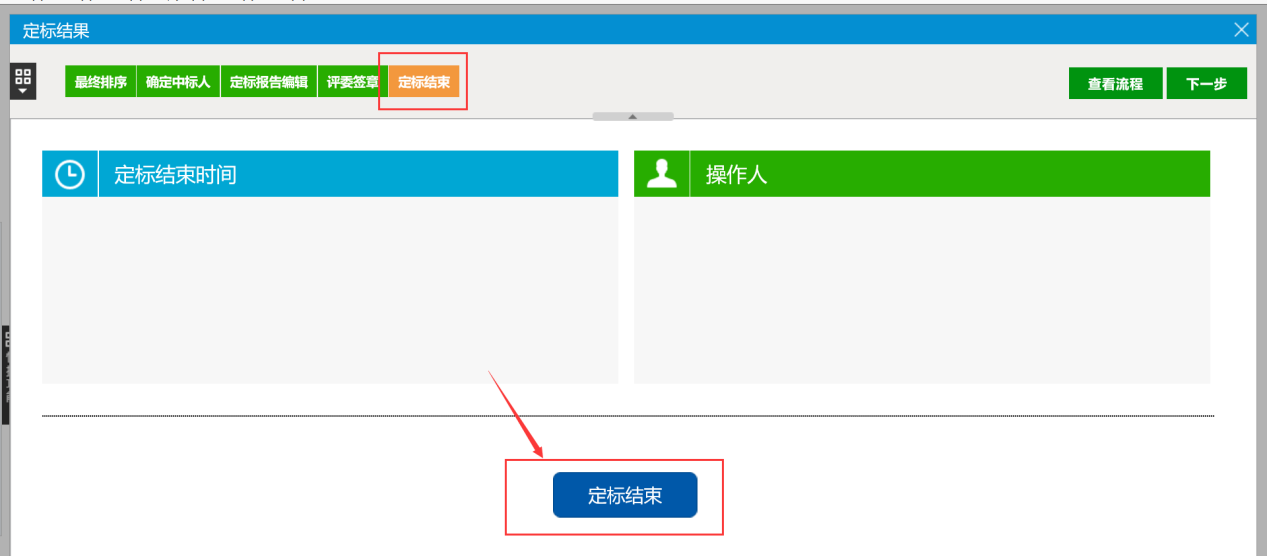 定标结果
最终排序 确定中标人 定标报告编辑 评委签章 定标结束 查看流程 下一步
定标结束时间 操作人
定标结束